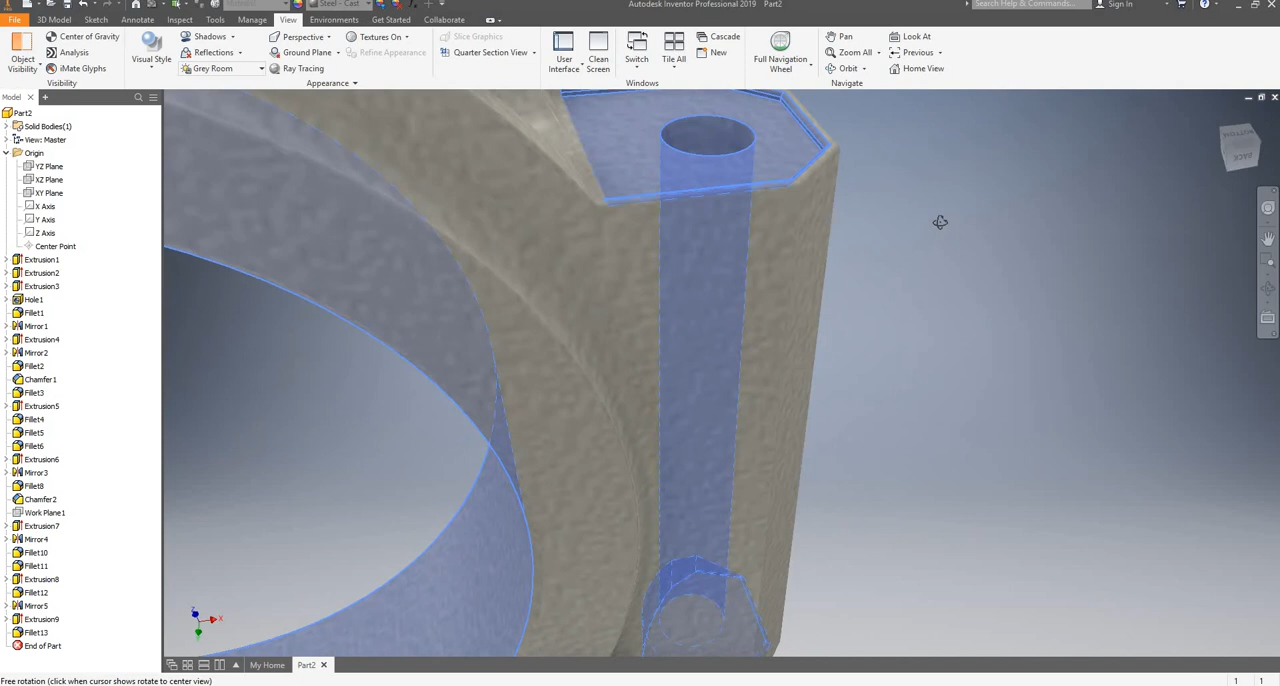 Material
Steel - Cast
Autodesk Inventor Professional 2019 Part2
Search Help & Commands...
Sign In
File 3D Model Sketch Annotate Inspect Tools Manage View Environments Get Started Collaborate
Object Visibility
Center of Gravity
Analysis
iMate Glyphs
Visibility
Visual Style
Shadows
Reflections
Grey Room
Perspective
Ground Plane
Ray Tracing
Textures On
Refine Appearance
Appearance
Slice Graphics
Quarter Section View
User Interface
Clean Screen
Switch
Tile All
Cascade
New
Windows
Full Navigation Wheel
Pan
Zoom All
Orbit
Look At
Previous
Home View
Navigate
Model
Part2
Solid Bodies(1)
View: Master
Origin
YZ Plane
XZ Plane
XY Plane
X Axis
Y Axis
Z Axis
Center Point
Extrusion1
Extrusion2
Extrusion3
Hole1
Fillet1
Mirror1
Extrusion4
Mirror2
Fillet2
Chamfer1
Fillet3
Extrusion5
Fillet4
Fillet5
Fillet6
Extrusion6
Mirror3
Fillet8
Chamfer2
Work Plane1
Extrusion7
Mirror4
Fillet10
Fillet11
Extrusion8
Fillet12
Mirror5
Extrusion9
Fillet13
End of Part
BOTTOM
BACK
Z
X
Y
My Home
Part2
Free rotation (click when cursor shows rotate to center view)
1 1